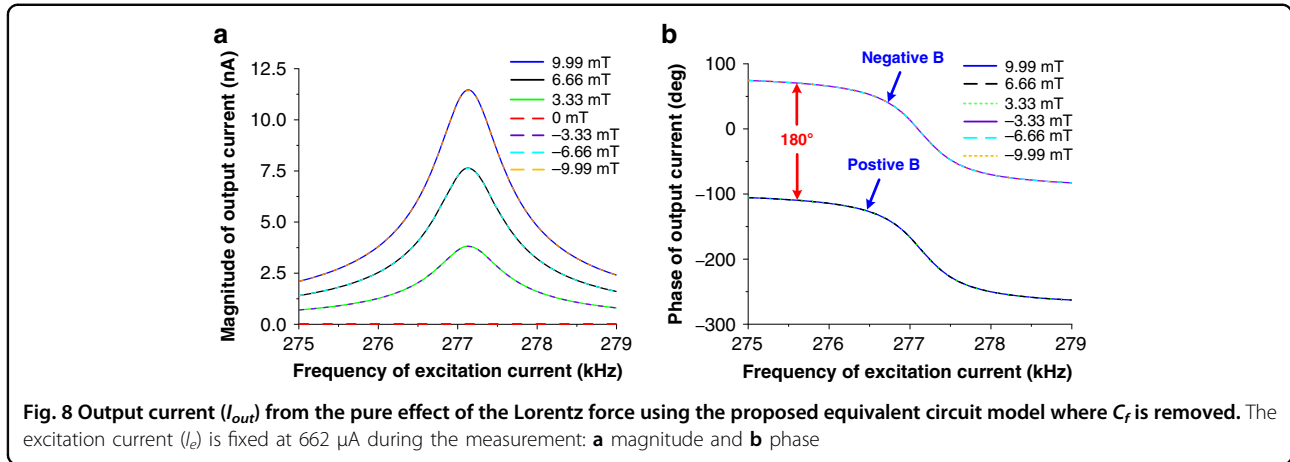 a
Magnitude of output current (nA)
12.5
10.0
7.5
5.0
2.5
0.0
275
276
277
278
279
Frequency of excitation current (kHz)
9.99 mT
6.66 mT
3.33 mT
0 mT
–3.33 mT
–6.66 mT
–9.99 mT
b
Phase of output current (deg)
100
0
–100
–200
–300
275
276
277
278
279
Frequency of excitation current (kHz)
Negative B
180°
Postive B
9.99 mT
6.66 mT
3.33 mT
–3.33 mT
–6.66 mT
–9.99 mT
Fig. 8 Output current (Iout) from the pure effect of the Lorentz force using the proposed equivalent circuit model where Cf is removed. The
excitation current (Ie) is fixed at 662 μA during the measurement: a magnitude and b phase